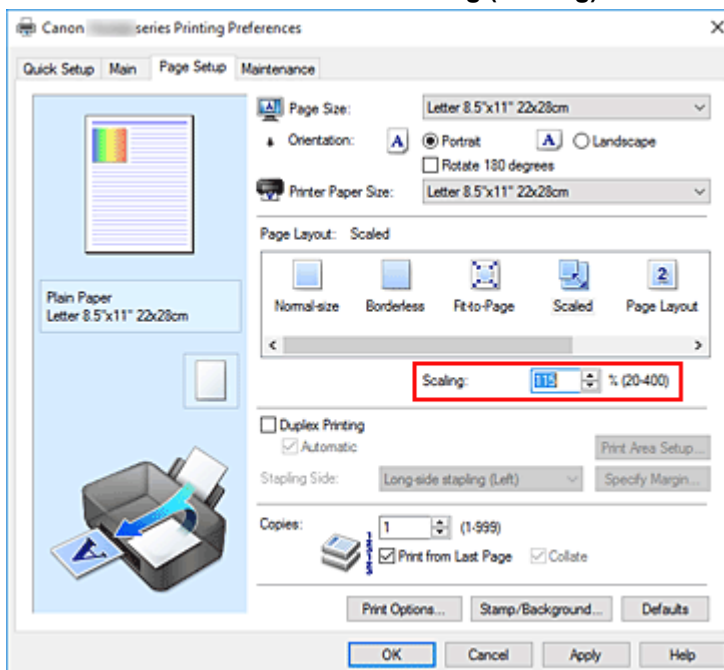 Canon series Printing Preferences
Quick Setup Main Page Setup Maintenance
Page Size: Letter 8.5"x11" 22x28cm
Orientation: A Portrait A Landscape
Rotate 180 degrees
Printer Paper Size: Letter 8.5"x11" 22x28cm
Page Layout: Scaled
2
Normal-size Borderless Fit-to-Page Scaled Page Layout
Plain Paper
Letter 8.5"x11" 22x28cm
Scaling: 115 % (20-400)
Duplex Printing
Automatic
Print Area Setup...
Stapling Side: Long-side stapling (Left) Specify Margin...
Copies: 1 (1-999)
Print from Last Page Collate
A
Print Options... Stamp/Background... Defaults
OK Cancel Apply Help